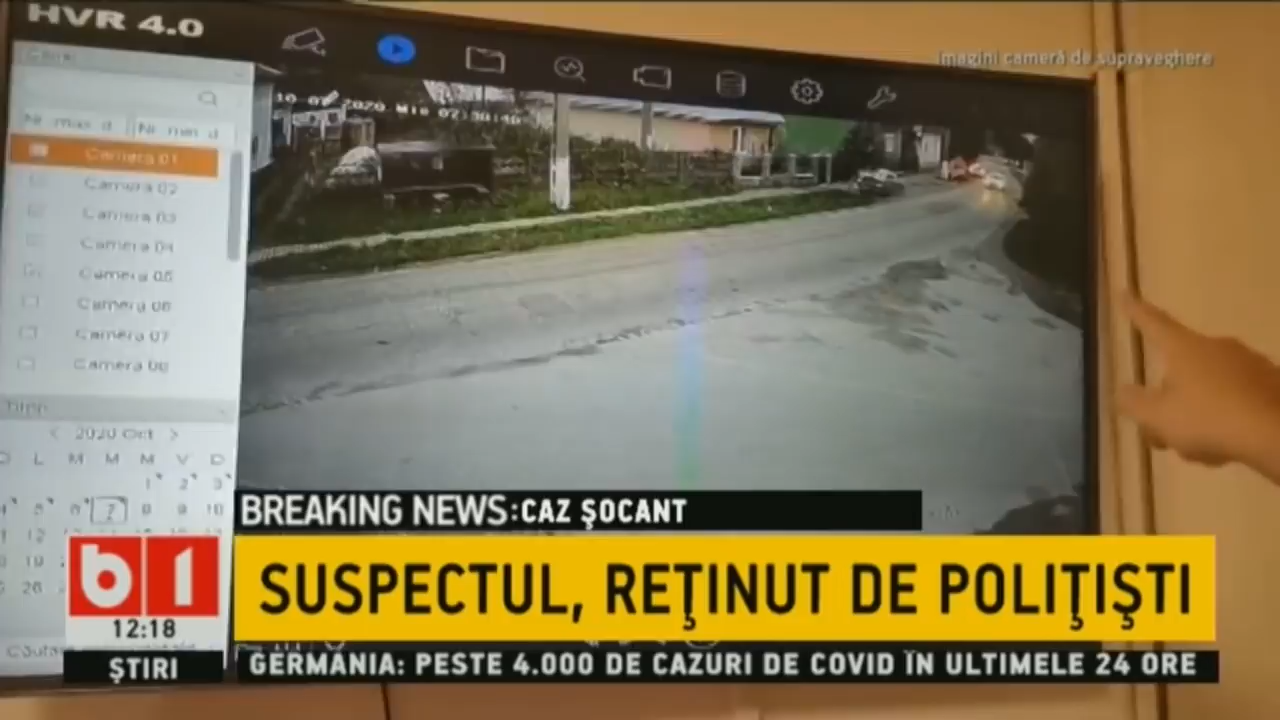 HVR 4.0
imagini cameră de supraveghere
Camera 01
Camera 02
Camera 03
Camera 04
Camera 05
Camera 06
Camera 07
2020 Oct
L M M M V D
BREAKING NEWS: CAZ ŞOCANT
b1
SUSPECTUL, REŢINUT DE POLIŢIŞTI
12:18
ŞTIRI
GERMANIA: PESTE 4.000 DE CAZURI DE COVID ÎN ULTIMELE 24 ORE